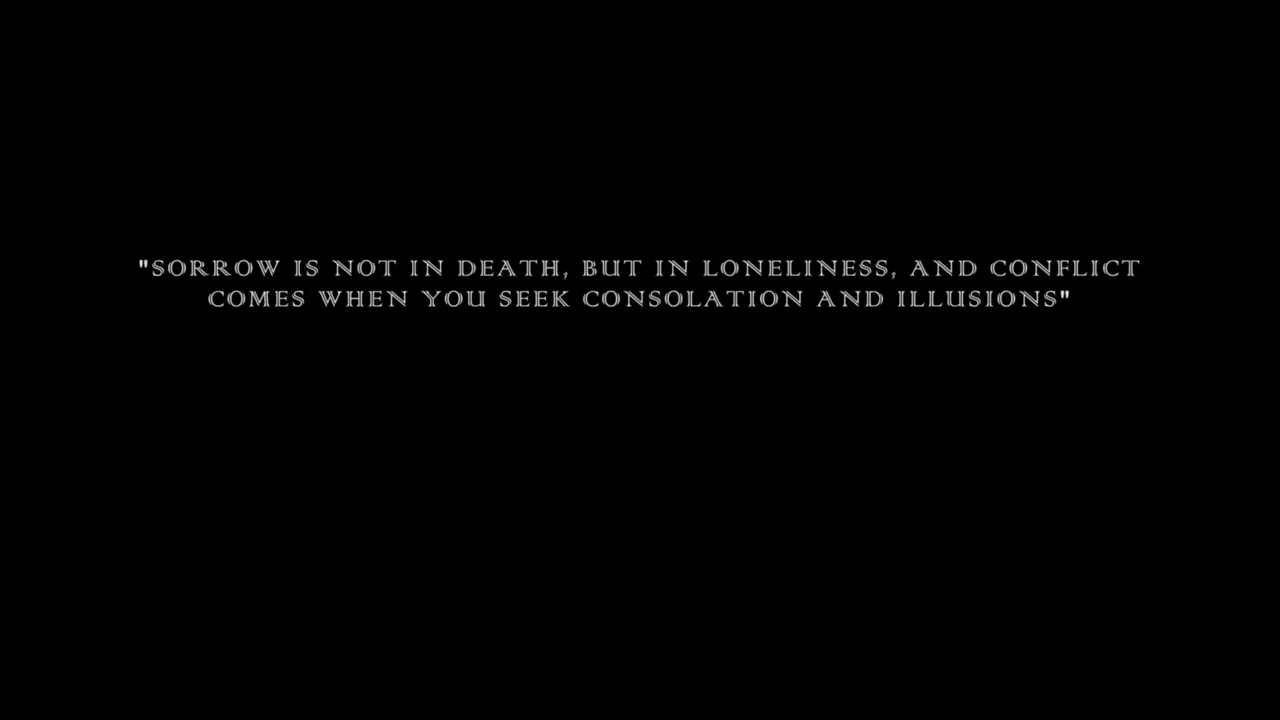 "SORROW IS NOT IN DEATH, BUT IN LONELINESS, AND CONFLICT
COMES WHEN YOU SEEK CONSOLATION AND ILLUSIONS"